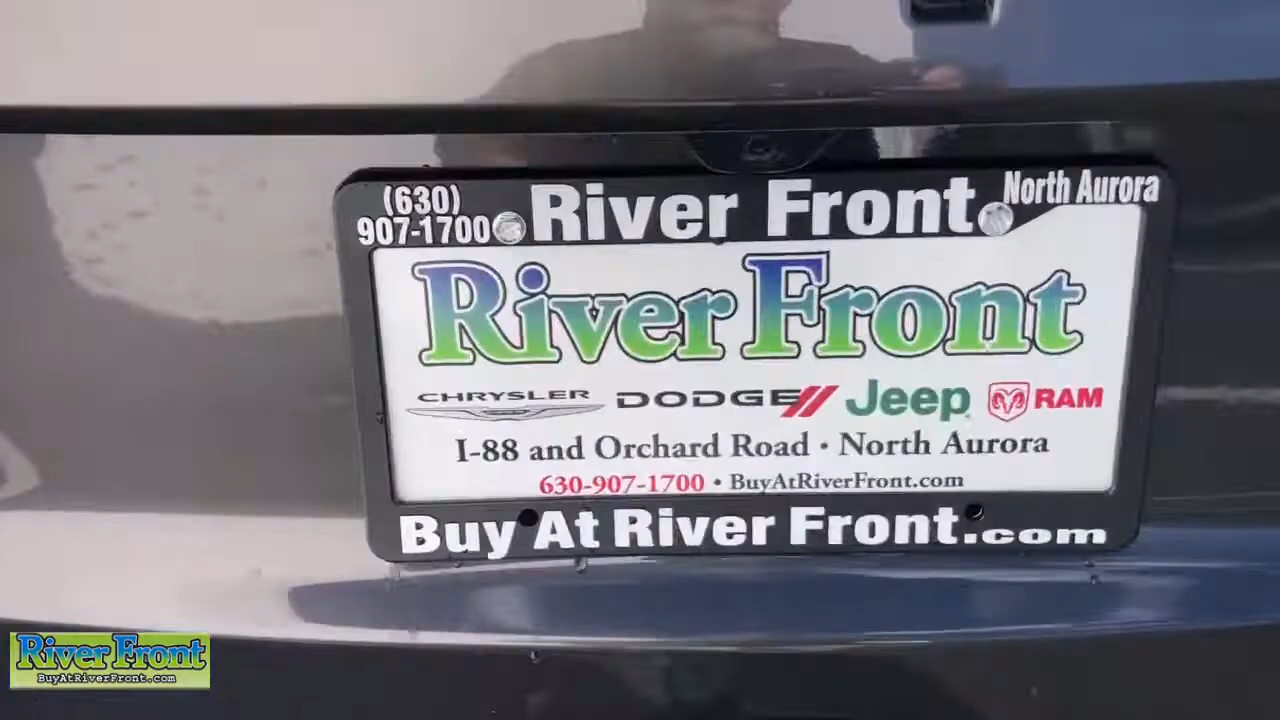 (630)
907-1700
River Front.
North Aurora
River Front
CHRYSLER DODGE Jeep RAM
I-88 and Orchard Road • North Aurora
630-907-1700 • BuyAtRiverFront.com
Buy At River Front.com
River Front
BuyAtRiverFront.com